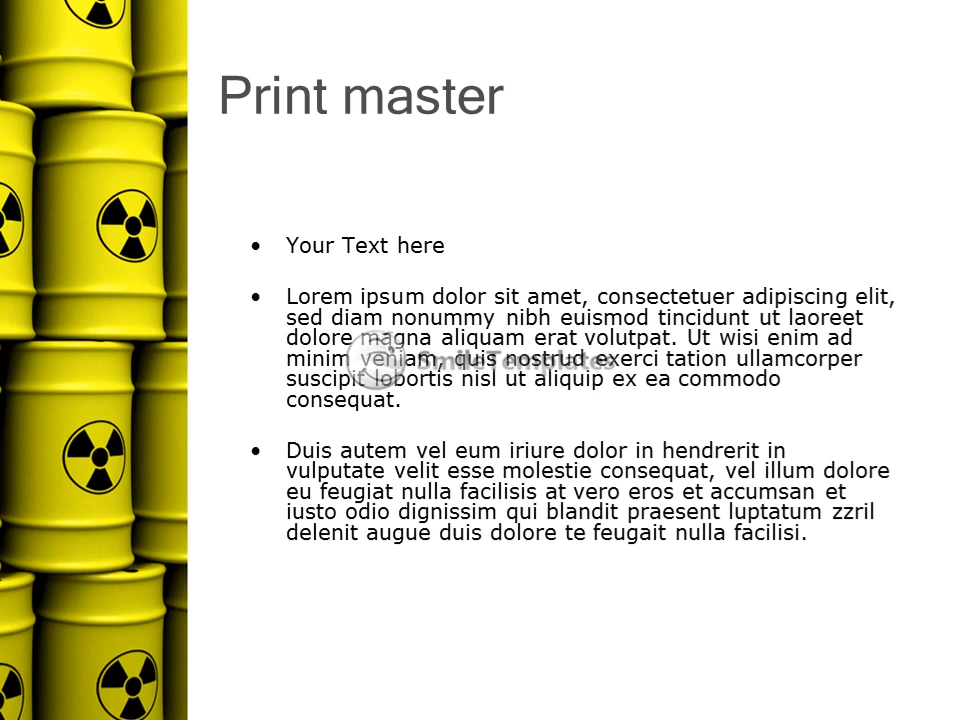 Print master
• Your Text here
• Lorem ipsum dolor sit amet, consectetuer adipiscing elit,
sed diam nonummy nibh euismod tincidunt ut laoreet
dolore magna aliquam erat volutpat. Ut wisi enim ad
minim veniam, quis nostrud exerci tation ullamcorper
suscipit lobortis nisl ut aliquip ex ea commodo
consequat.
SmileTemplates
• Duis autem vel eum iriure dolor in hendrerit in
vulputate velit esse molestie consequat, vel illum dolore
eu feugiat nulla facilisis at vero eros et accumsan et
iusto odio dignissim qui blandit praesent luptatum zzril
delenit augue duis dolore te feugait nulla facilisi.